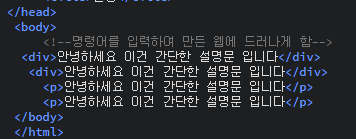 </head>
<body>
<!--명령어를 입력하여 만든 웹에 드러나게 함-->
<div>안녕하세요 이건 간단한 설명문 입니다</div>
<div>안녕하세요 이건 간단한 설명문 입니다</div>
<p>안녕하세요 이건 간단한 설명문 입니다</p>
<p>안녕하세요 이건 간단한 설명문 입니다</p>
</body>
</html>